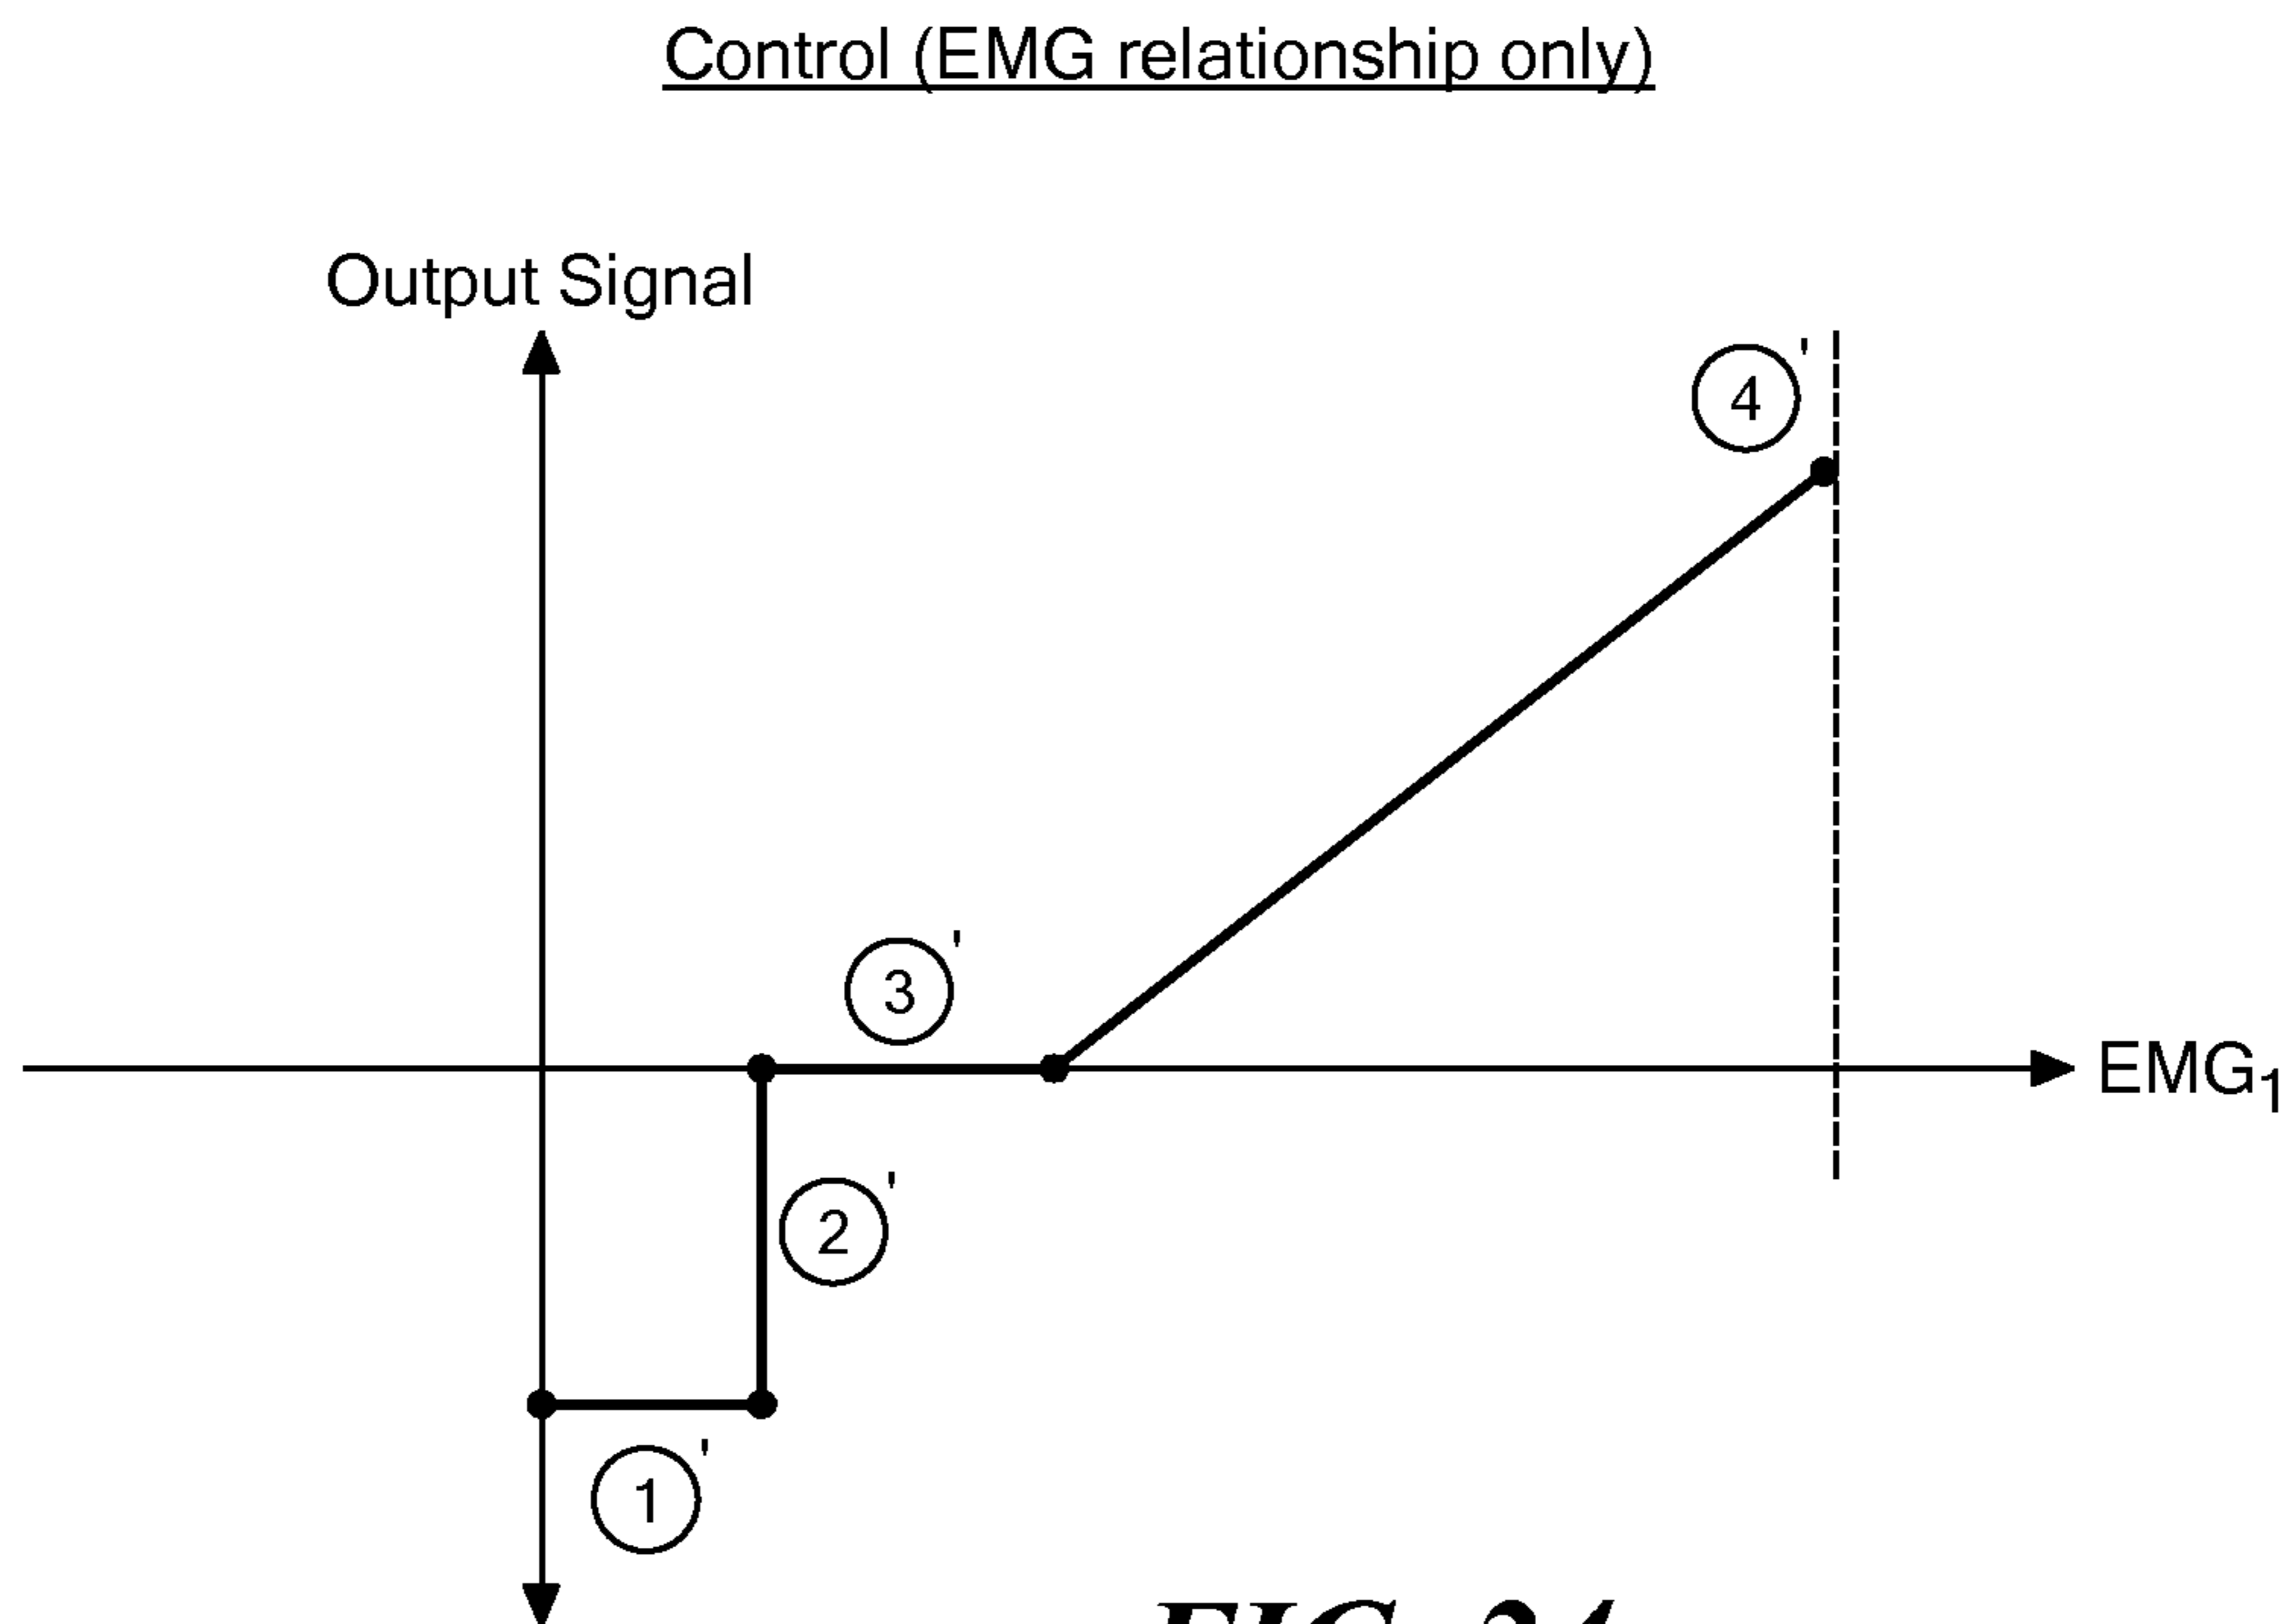 Control (EMG relationship only)
Output Signal
4'
3'
EMG1
2'
1'